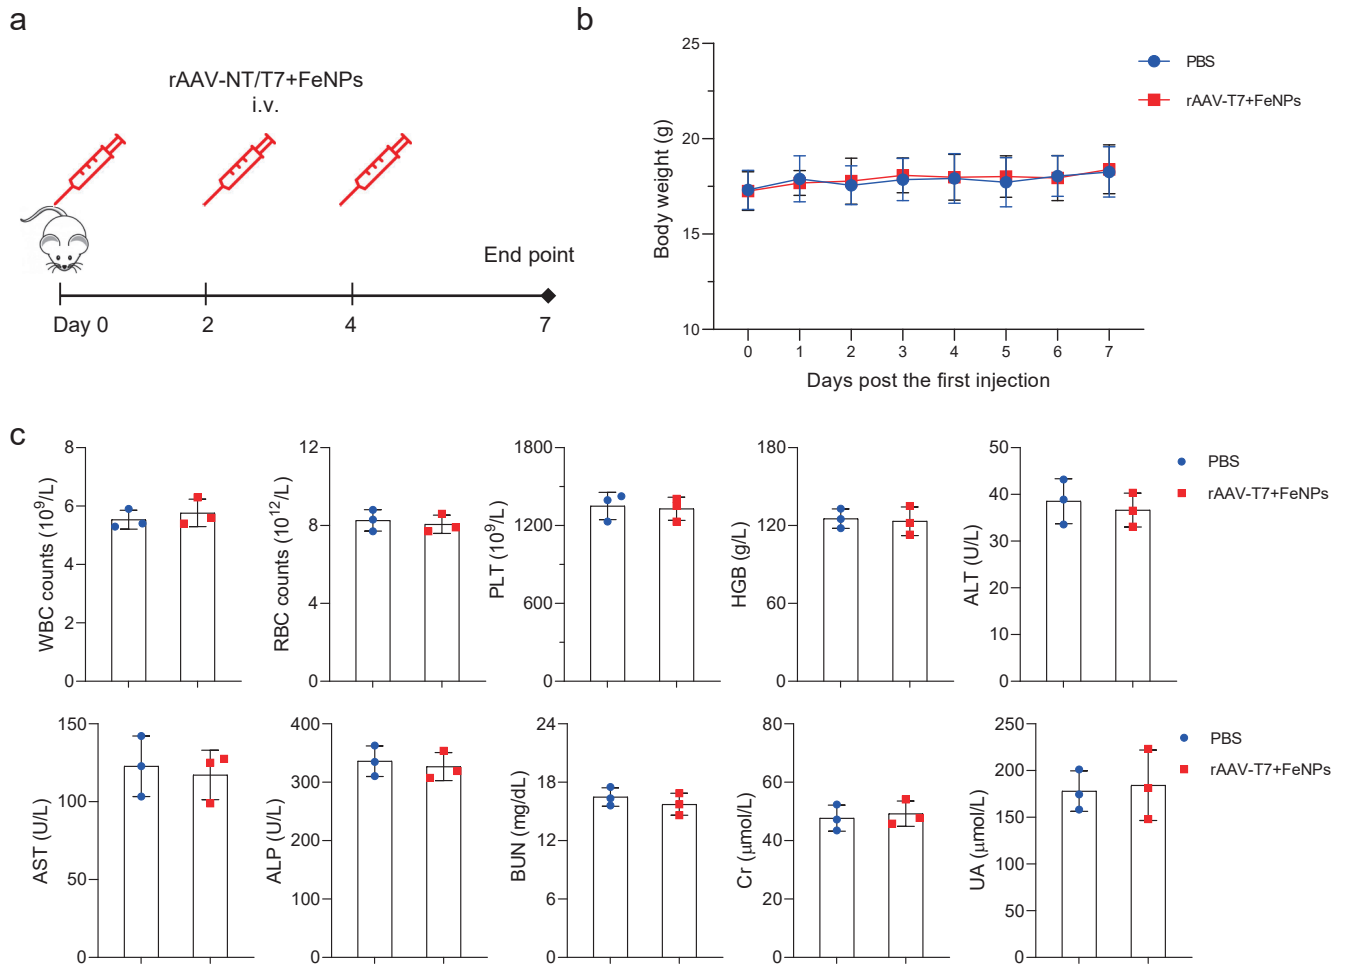 a
rAAV-NT/T7+FeNPs
i.v.
End point
Day 0
2
4
7
b
25
20
15
10
Body weight (g)
0 1 2 3 4 5 6 7
Days post the first injection
PBS
rAAV-T7+FeNPs
c
WBC counts (10⁹/L)
8
6
4
2
0
RBC counts (10¹²/L)
12
8
4
0
PLT (10⁹/L)
1800
1200
600
0
HGB (g/L)
180
120
60
0
ALT (U/L)
50
40
30
20
10
0
PBS
rAAV-T7+FeNPs
AST (U/L)
150
100
50
0
ALP (U/L)
400
300
200
100
0
BUN (mg/dL)
24
18
12
6
0
Cr (μmol/L)
80
60
40
20
0
UA (μmol/L)
250
200
150
100
50
0
PBS
rAAV-T7+FeNPs